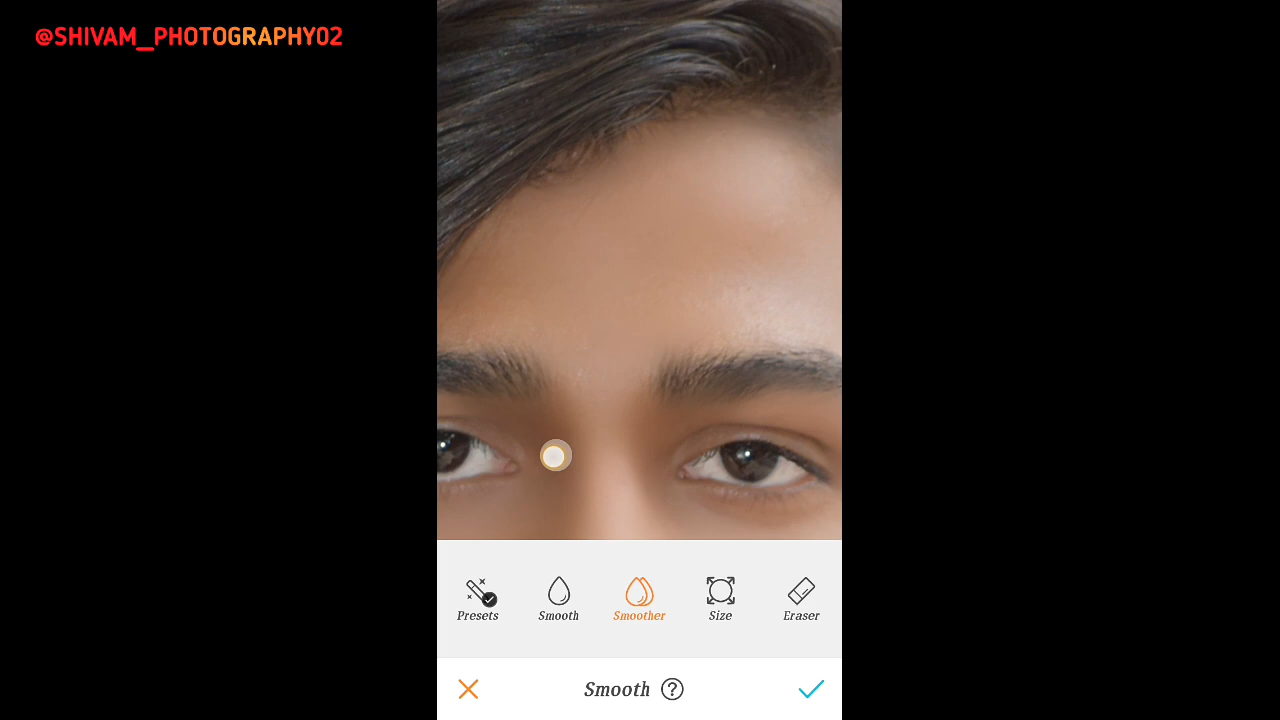 @SHIVAM_PHOTOGRAPHY02
Presets
Smooth
Smoother
Size
Eraser
Smooth ?